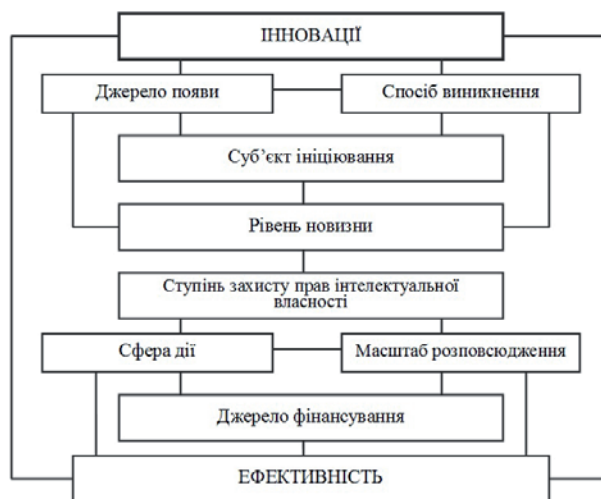 ІННОВАЦІЇ
Джерело появи
Спосіб виникнення
Суб’єкт ініціювання
Рівень новизни
Ступінь захисту прав інтелектуальної
власності
Сфера дії
Масштаб розповсюдження
Джерело фінансування
ЕФЕКТИВНІСТЬ